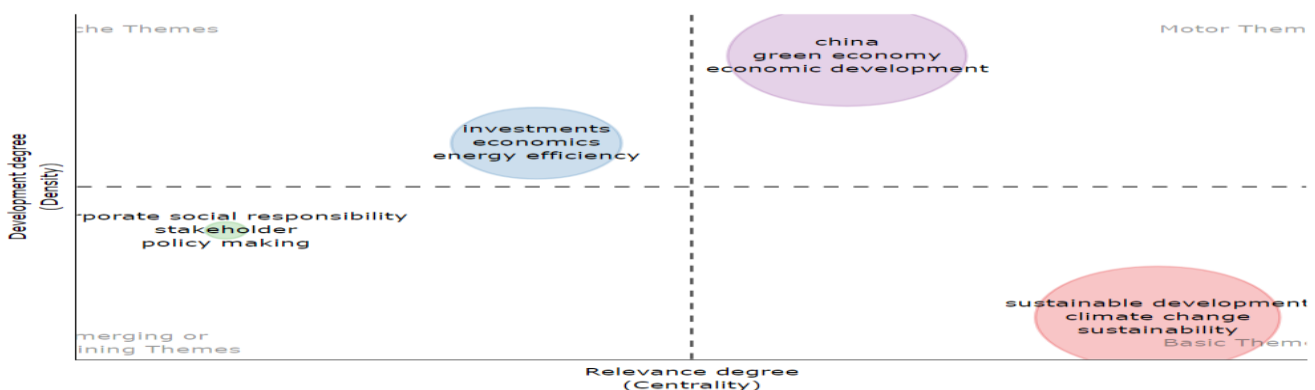 che Themes
Motor Them
china
green economy
economic development
investments
economics
energy efficiency
Development degree
(Density)
rporate social responsibility
stakeholder
policy making
sustainable development
climate change
sustainability
Basic Theme
merging or
ining Themes
Relevance degree
(Centrality)